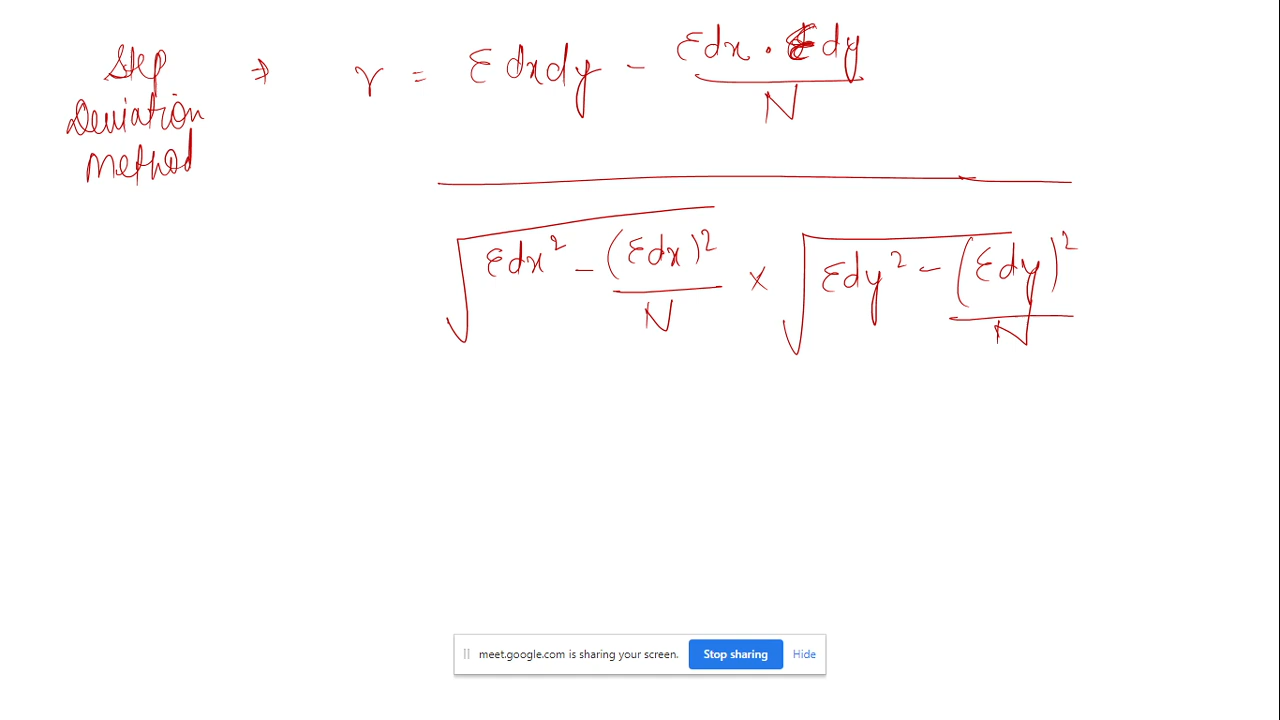 Step Deviation Method ⇒ r = Σdxdy - Σdx . Σdy / N
√Σdx² - (Σdx)² / N × √Σdy² - (Σdy)² / N
meet.google.com is sharing your screen. Stop sharing Hide